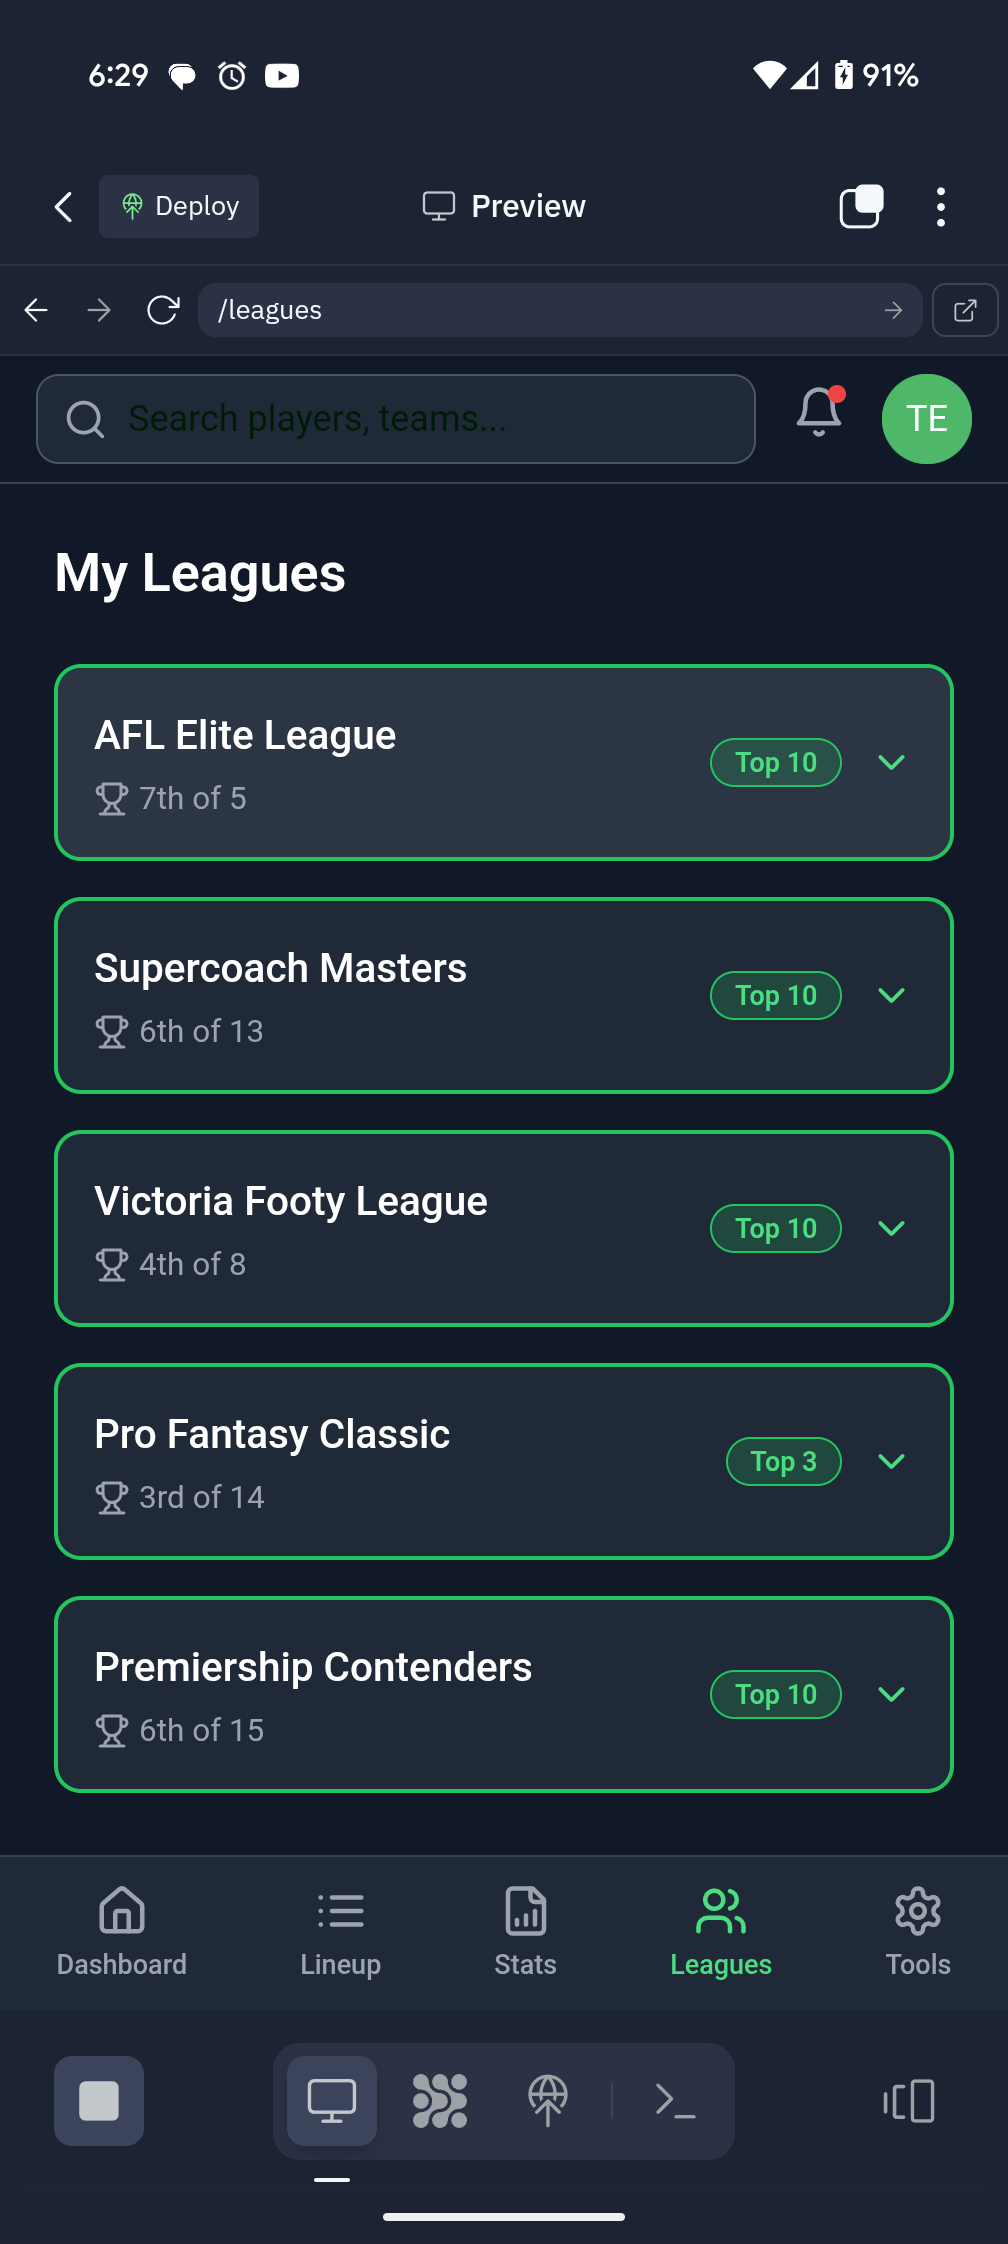 6:29
91%
Deploy
Preview
/leagues
Search players, teams...
TE
My Leagues
AFL Elite League
Top 10
7th of 5
Supercoach Masters
Top 10
6th of 13
Victoria Footy League
Top 10
4th of 8
Pro Fantasy Classic
Top 3
3rd of 14
Premiership Contenders
Top 10
6th of 15
Dashboard
Lineup
Stats
Leagues
Tools